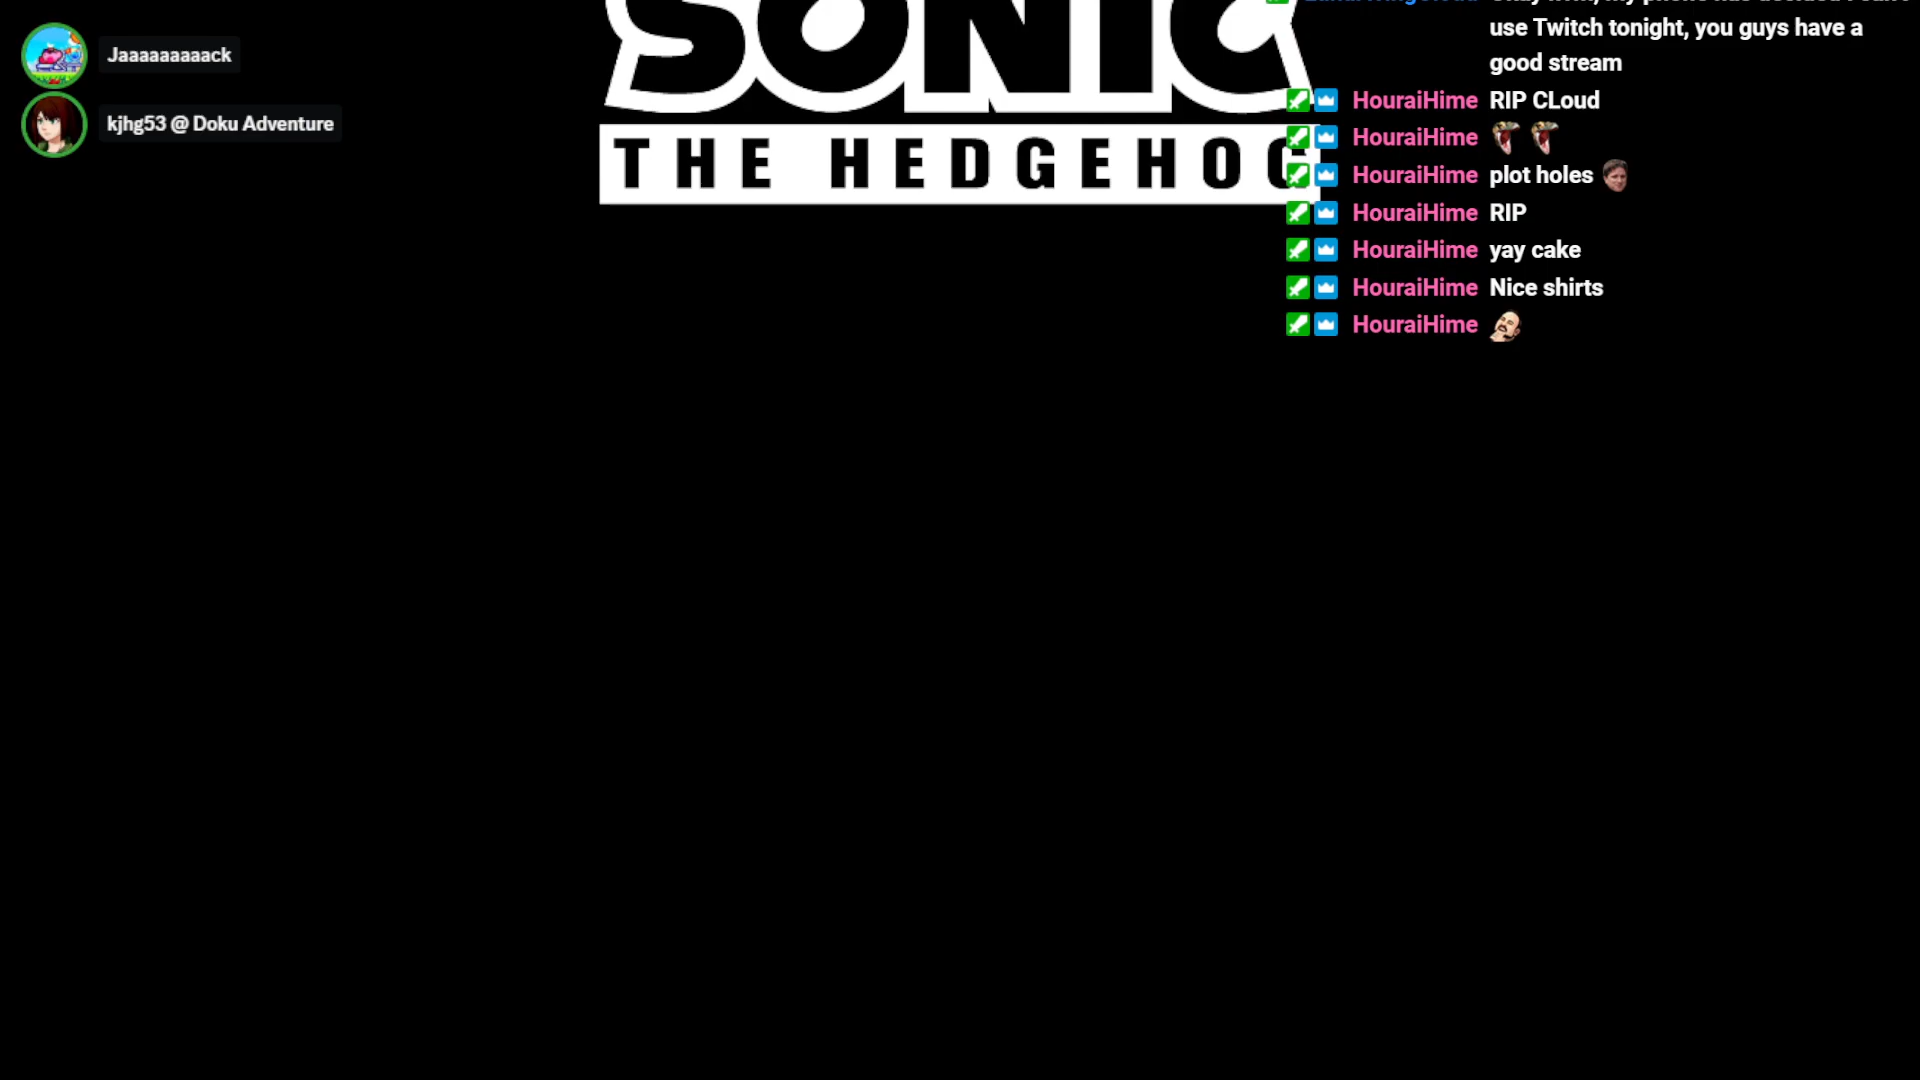 Jaaaaaaaaack
kjhg53 @ Doku Adventure
SONIC
THE HEDGEHOG
use Twitch tonight, you guys have a
good stream
HouraiHime RIP CLoud
HouraiHime
HouraiHime plot holes
HouraiHime RIP
HouraiHime yay cake
HouraiHime Nice shirts
HouraiHime